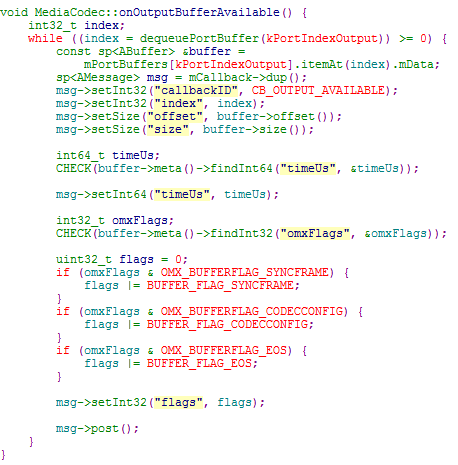 void MediaCodec::onOutputBufferAvailable() {
    int32_t index;
    while ((index = dequeuePortBuffer(kPortIndexOutput)) >= 0) {
        const sp<ABuffer> &buffer =
            mPortBuffers[kPortIndexOutput].itemAt(index).mData;
        sp<AMessage> msg = mCallback->dup();
        msg->setInt32("callbackID", CB_OUTPUT_AVAILABLE);
        msg->setInt32("index", index);
        msg->setSize("offset", buffer->offset());
        msg->setSize("size", buffer->size());

        int64_t timeUs;
        CHECK(buffer->meta()->findInt64("timeUs", &timeUs));

        msg->setInt64("timeUs", timeUs);

        int32_t omxFlags;
        CHECK(buffer->meta()->findInt32("omxFlags", &omxFlags));

        uint32_t flags = 0;
        if (omxFlags & OMX_BUFFERFLAG_SYNCFRAME) {
            flags |= BUFFER_FLAG_SYNCFRAME;
        }
        if (omxFlags & OMX_BUFFERFLAG_CODECCONFIG) {
            flags |= BUFFER_FLAG_CODECCONFIG;
        }
        if (omxFlags & OMX_BUFFERFLAG_EOS) {
            flags |= BUFFER_FLAG_EOS;
        }

        msg->setInt32("flags", flags);

        msg->post();
    }
}